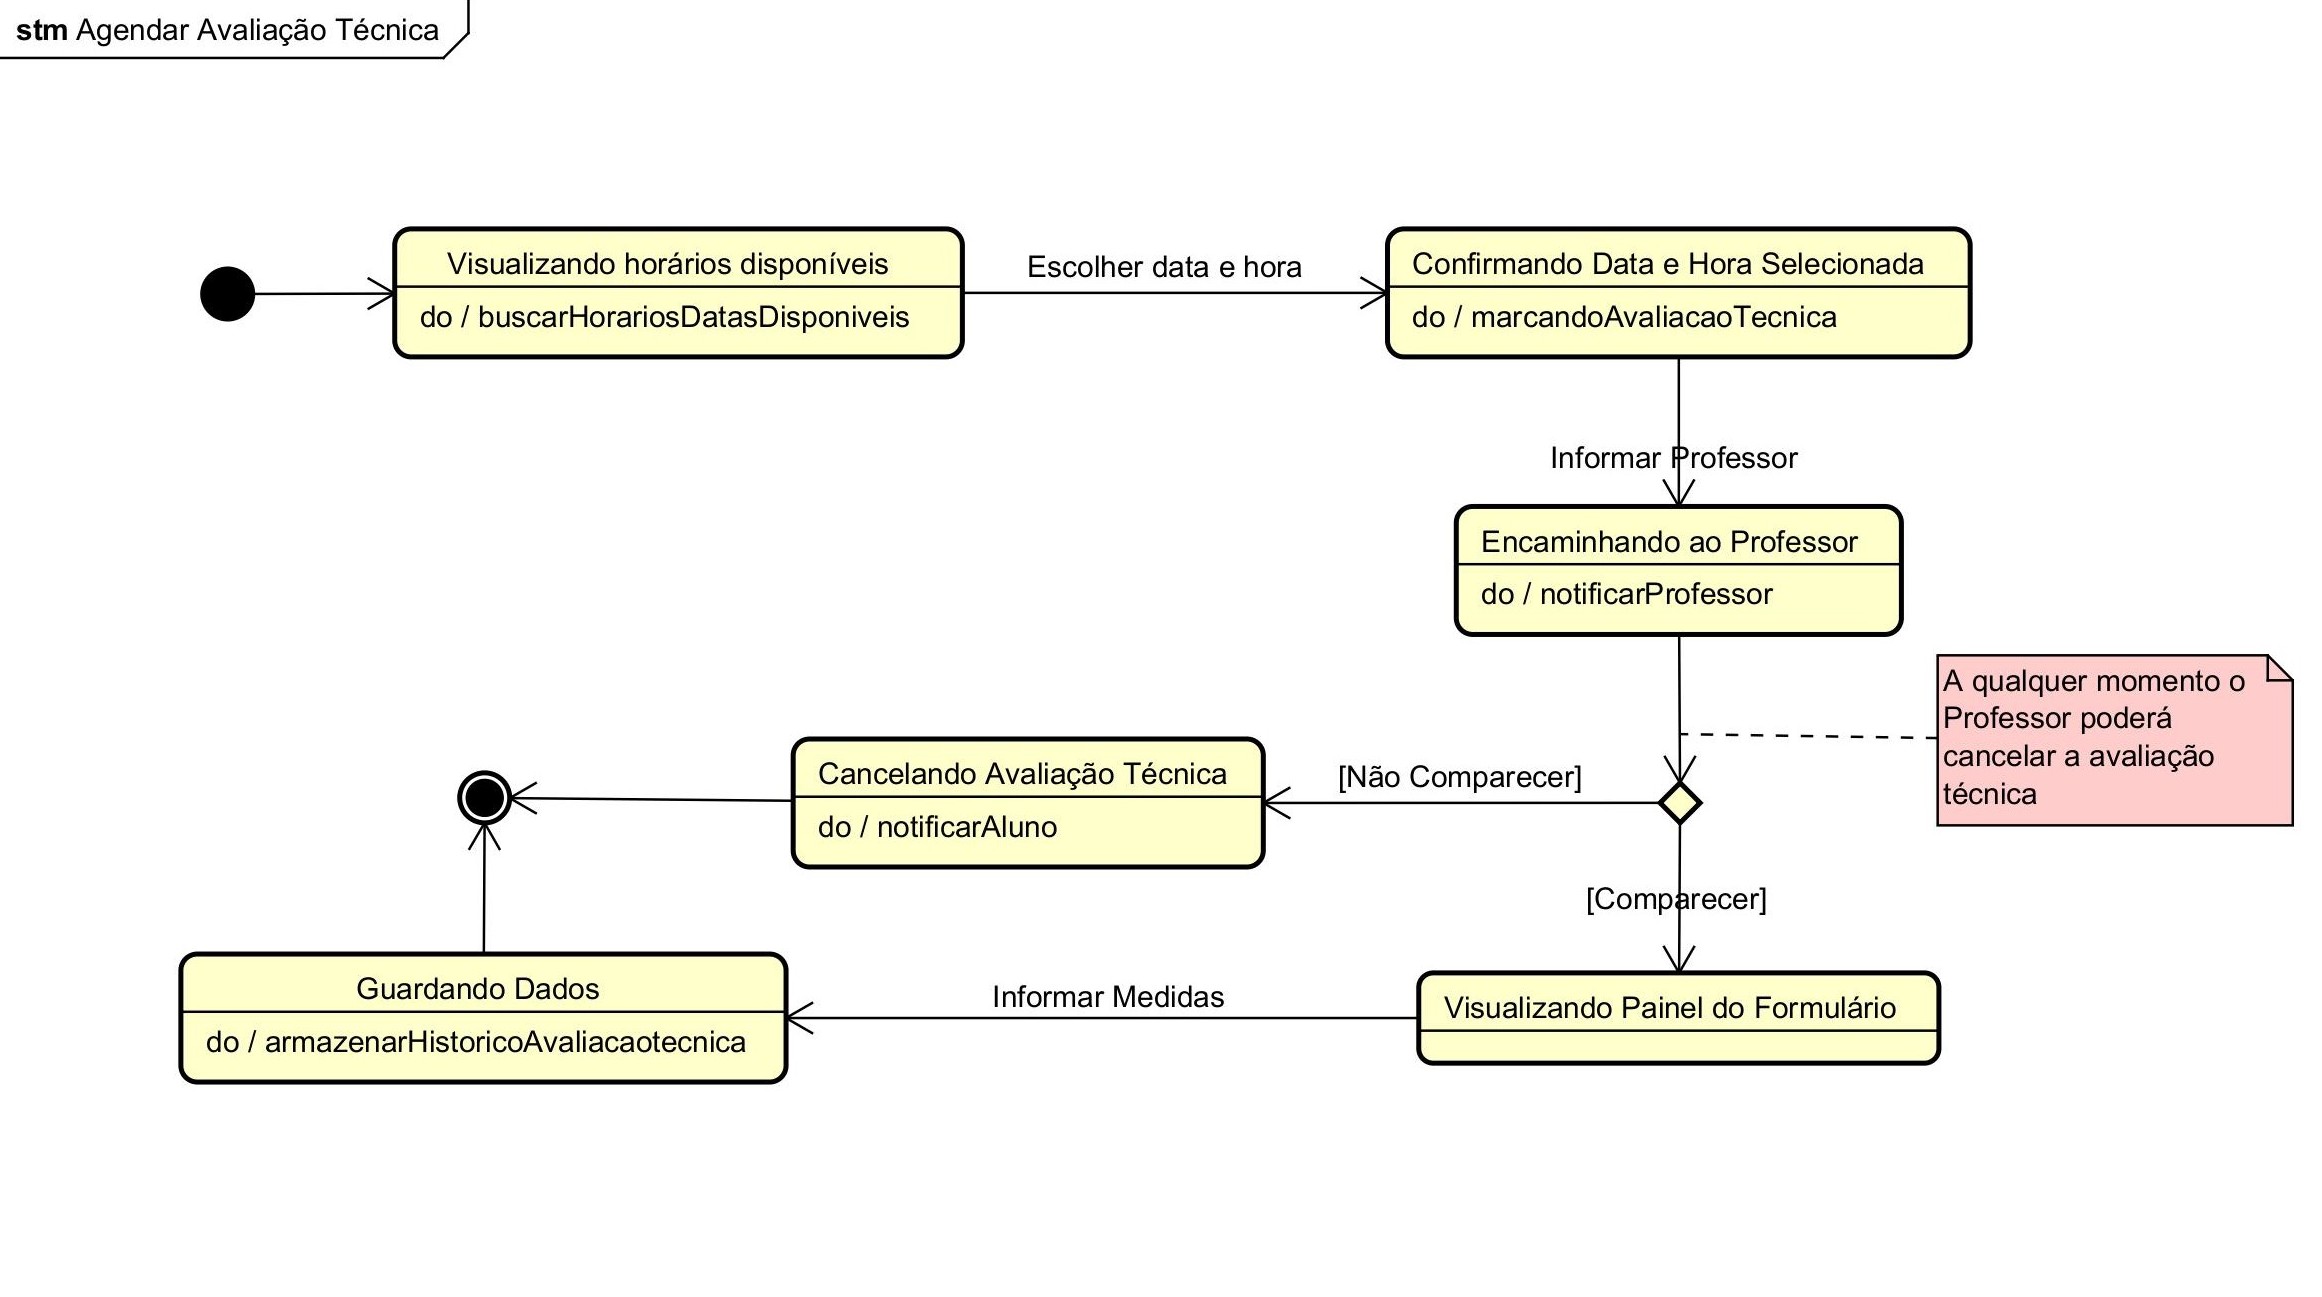 stm Agendar Avaliação Técnica
Visualizando horários disponíveis
do / buscarHorariosDatasDisponiveis
Escolher data e hora
Confirmando Data e Hora Selecionada
do / marcandoAvaliacaoTecnica
Informar Professor
Encaminhando ao Professor
do / notificarProfessor
A qualquer momento o
Professor poderá
cancelar a avaliação
técnica
[Não Comparecer]
Cancelando Avaliação Técnica
do / notificarAluno
[Comparecer]
Visualizando Painel do Formulário
Informar Medidas
Guardando Dados
do / armazenarHistoricoAvaliacaotecnica